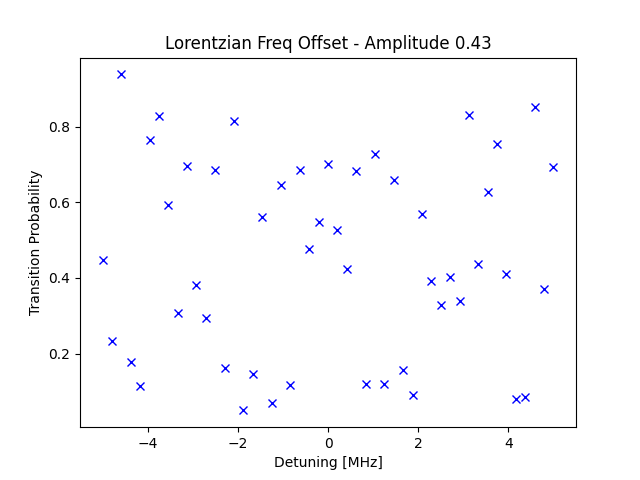 Lorentzian Freq Offset - Amplitude 0.43
Transition Probability
0.8
0.6
0.4
0.2
−4 −2 0 2 4
Detuning [MHz]